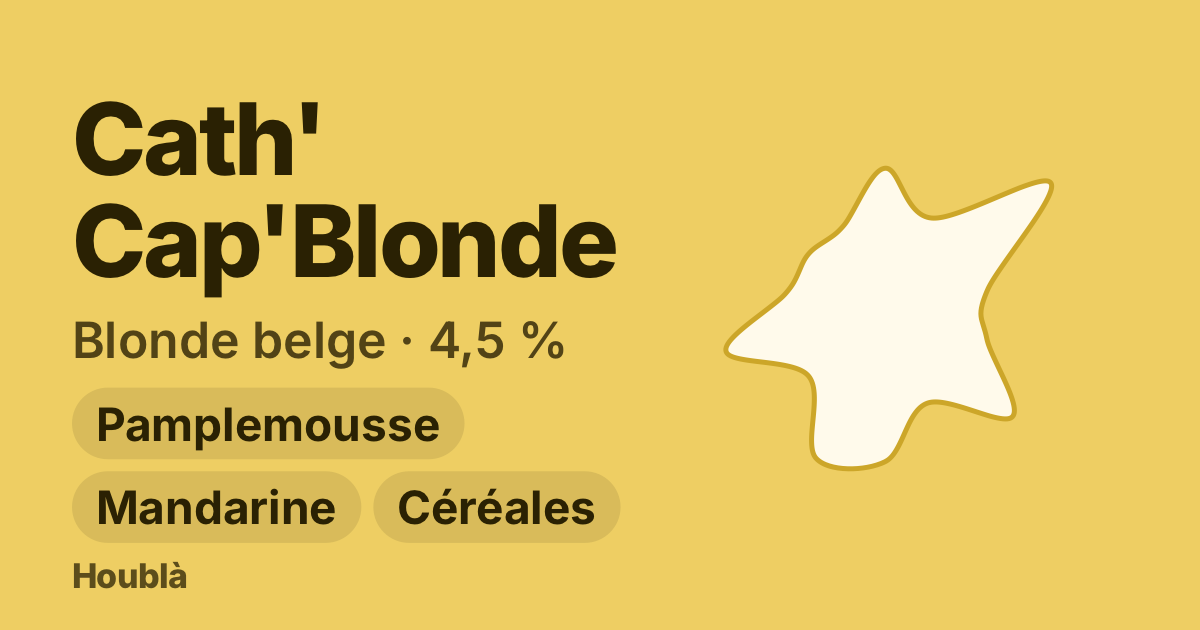 Cath'
Cap'Blonde
Blonde belge · 4,5 %
Pamplemousse
Mandarine Céréales
Houblà